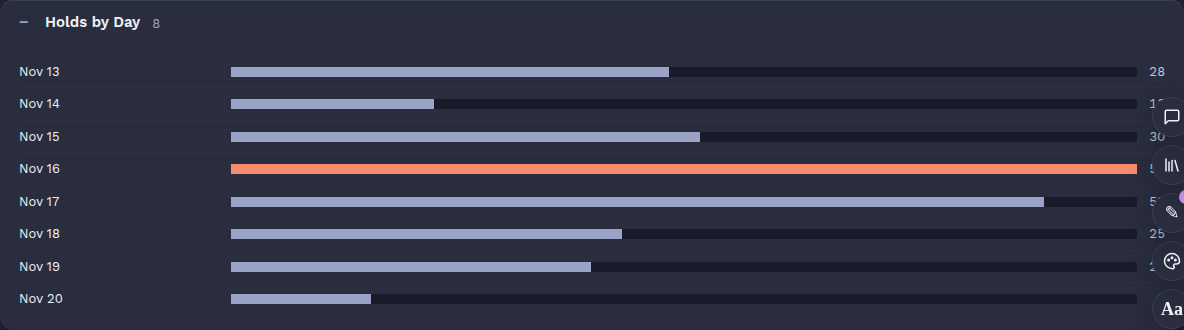 – Holds by Day 8
Nov 13 28
Nov 14
Nov 15 30
Nov 16
Nov 17
Nov 18 25
Nov 19
Nov 20
Aa